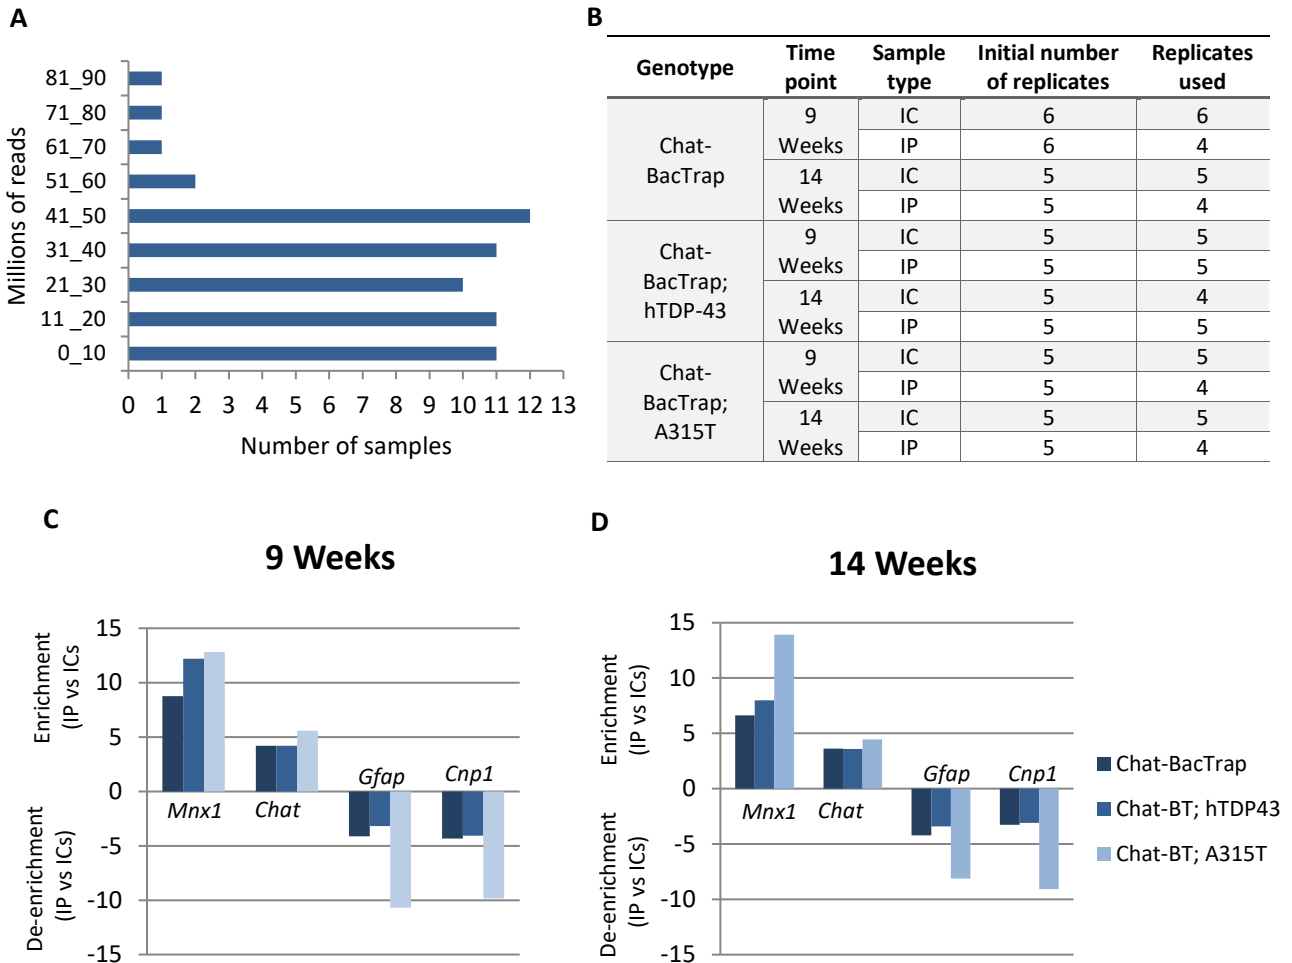 A
Millions of reads
81_90
71_80
61_70
51_60
41_50
31_40
21_30
11 _20
0_10
0 1 2 3 4 5 6 7 8 9 10 11 12 13
Number of samples
B
Genotype Time point Sample type Initial number of replicates Replicates used
Chat-BacTrap 9 Weeks IC 6 6
IP 6 4
14 Weeks IC 5 5
IP 5 4
Chat-BacTrap; hTDP-43 9 Weeks IC 5 5
IP 5 5
14 Weeks IC 5 4
IP 5 5
Chat-BacTrap; A315T 9 Weeks IC 5 5
IP 5 4
14 Weeks IC 5 5
IP 5 4
C
9 Weeks
Enrichment
(IP vs ICs
De-enrichment
(IP vs ICs)
15
10
5
0
-5
-10
-15
Mnx1 Chat Gfap Cnp1
D
14 Weeks
Enrichment
(IP vs ICs)
De-enrichment
(IP vs ICs)
15
10
5
0
-5
-10
-15
Mnx1 Chat Gfap Cnp1
Chat-BacTrap
Chat-BT; hTDP43
Chat-BT; A315T